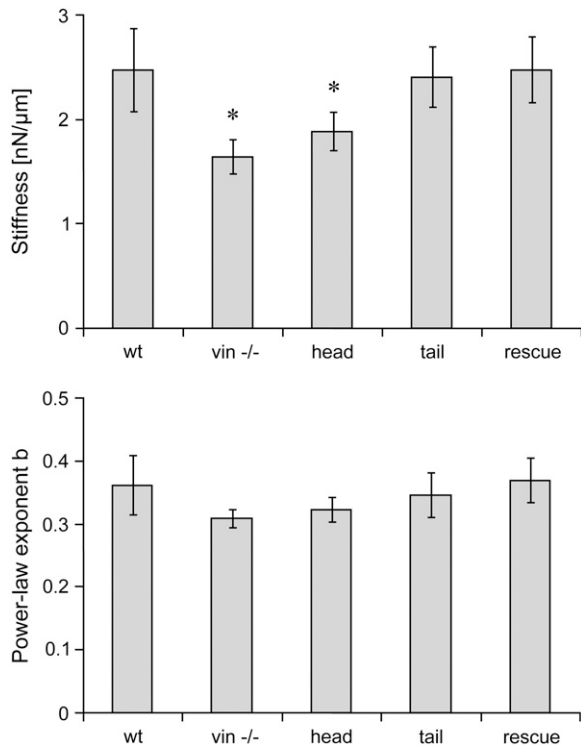 3
2
1
0
Stiffness [nN/μm]
*
*
wt
vin -/-
head
tail
rescue
0.5
0.4
0.3
0.2
0.1
0
Power-law exponent b
wt
vin -/-
head
tail
rescue